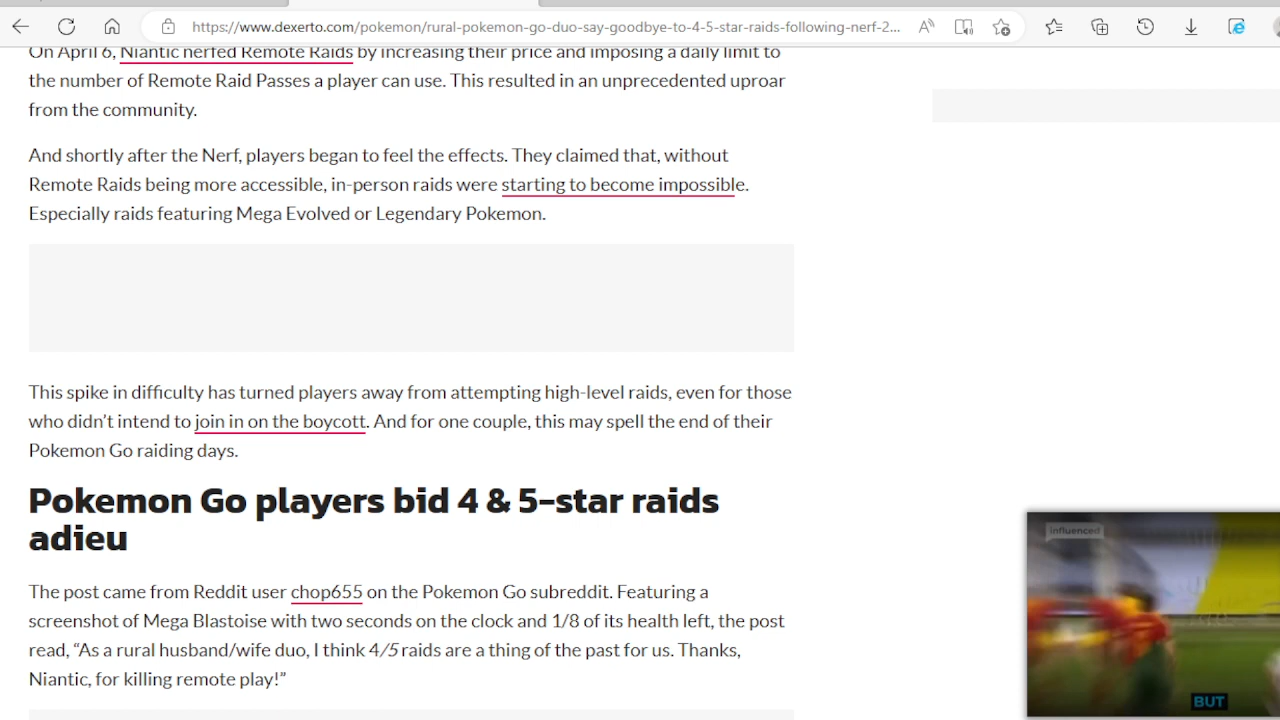 https://www.dexerto.com/pokemon/rural-pokemon-go-duo-say-goodbye-to-4-5-star-raids-following-nerf-2...
On April 6, Niantic nerfed Remote Raids by increasing their price and imposing a daily limit to
the number of Remote Raid Passes a player can use. This resulted in an unprecedented uproar
from the community.
And shortly after the Nerf, players began to feel the effects. They claimed that, without
Remote Raids being more accessible, in-person raids were starting to become impossible.
Especially raids featuring Mega Evolved or Legendary Pokemon.
This spike in difficulty has turned players away from attempting high-level raids, even for those
who didn't intend to join in on the boycott. And for one couple, this may spell the end of their
Pokemon Go raiding days.
Pokemon Go players bid 4 & 5-star raids
adieu
The post came from Reddit user chop655 on the Pokemon Go subreddit. Featuring a
screenshot of Mega Blastoise with two seconds on the clock and 1/8 of its health left, the post
read, “As a rural husband/wife duo, I think 4/5 raids are a thing of the past for us. Thanks,
Niantic, for killing remote play!”
influenced
BUT